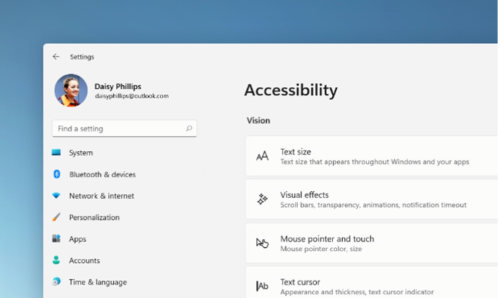 Settings
Daisy Phillips
daisyphillips@outlook.com
Find a setting
System
Bluetooth & devices
Network & internet
Personalization
Apps
Accounts
Time & language
Accessibility
Vision
AA
Text size
Text size that appears throughout Windows and your apps
Visual effects
Scroll bars, transparency, animations, notification timeout
Mouse pointer and touch
Mouse pointer color, size
Ab
Text cursor
Appearance and thickness, text cursor indicator